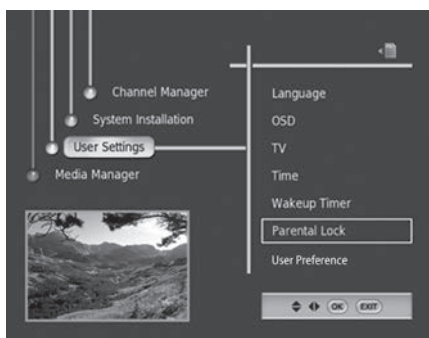 Channel Manager
System Installation
User Settings
Media Manager
Language
OSD
TV
Time
Wakeup Timer
Parental Lock
User Preference
OK EXIT